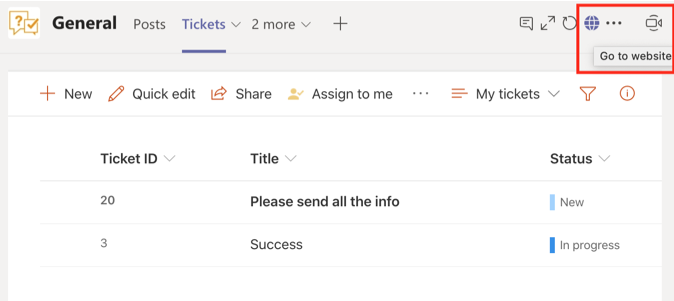 General Posts Tickets 2 more
Go to website
New Quick edit Share Assign to me ... My tickets
Ticket ID Title Status
20 Please send all the info New
3 Success In progress